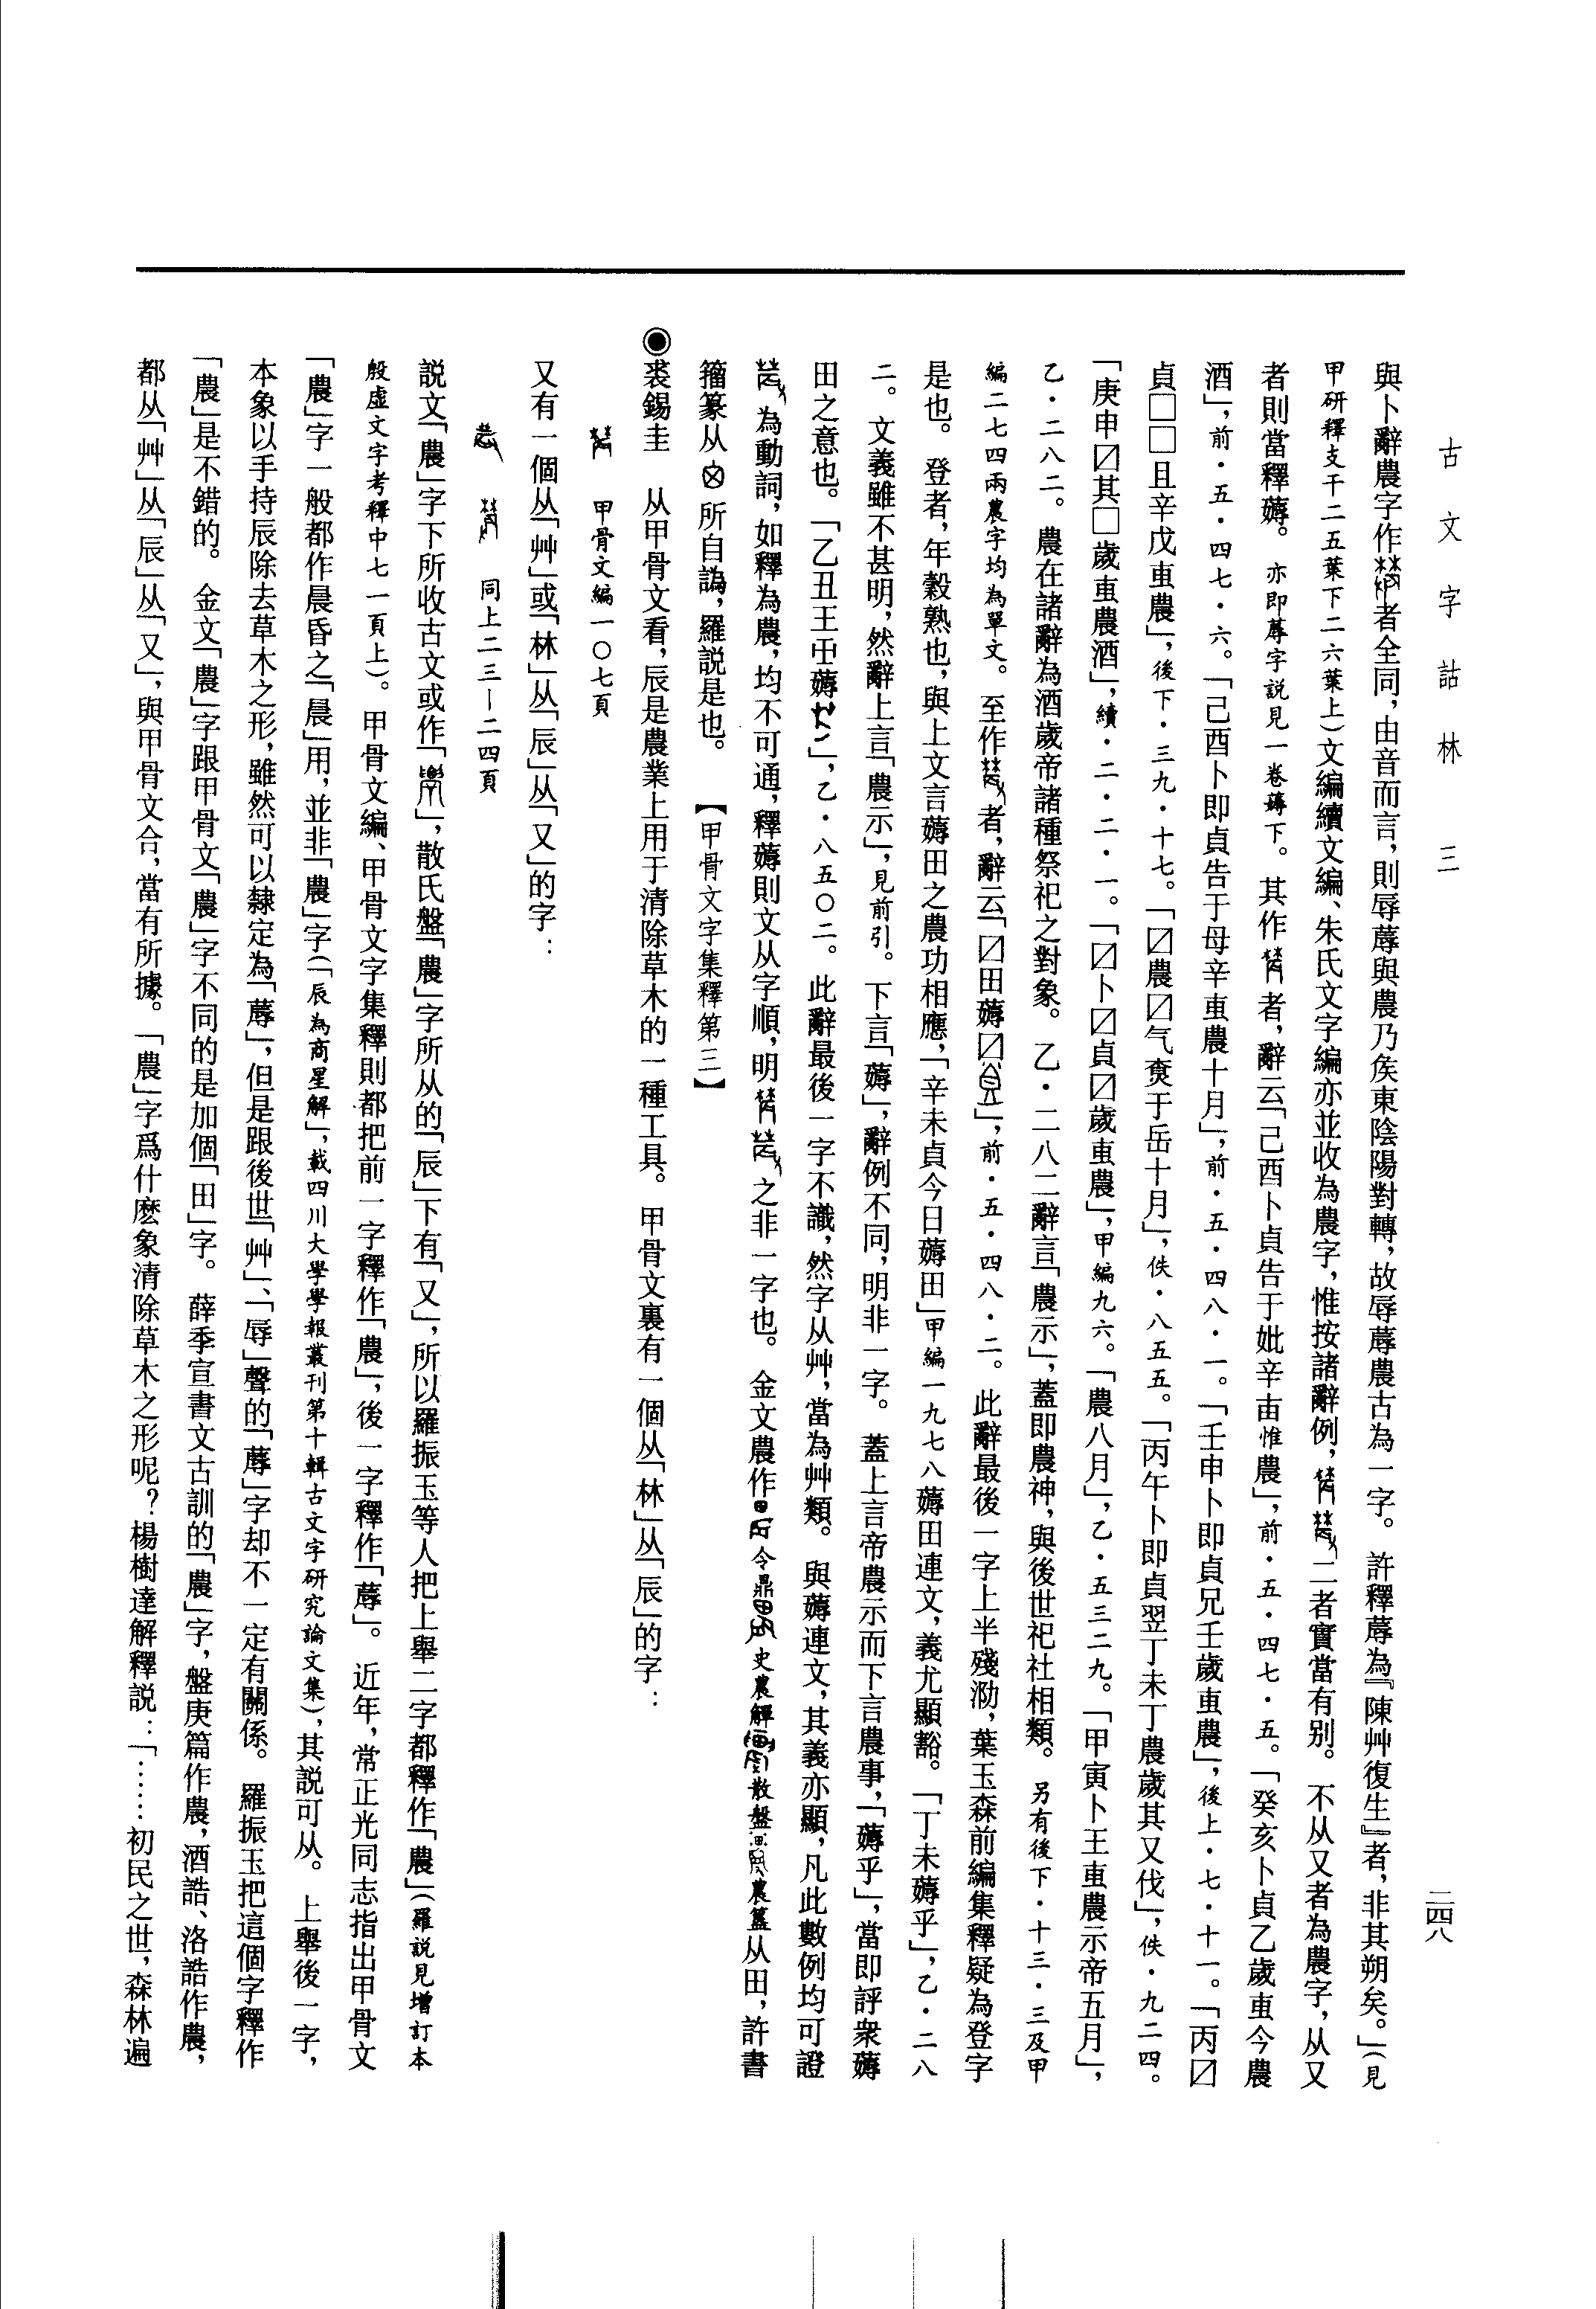 古文字詁林 三
二四八
與卜辭農字作者全同，由音而言，則辱蓐與農乃矦東陰陽對轉，故辱蓐農古為一字。許釋蓐為『陳艸復生』者，非其朔矣。」（見
甲研釋支干二五葉下二六葉上）文編續文編、朱氏文字編亦並收為農字，惟按諸辭例，二者實當有別。不从又者為農字，从又
者則當釋薅。亦即蓐字說見一卷薅下。其作者，辭云「己酉卜貞告于妣辛㞢惟農」，前·五·四七·五。「癸亥卜貞乙歲叀今農
酒」，前·五·四七·六。「己酉卜即貞告于母辛叀農十月」，前·五·四八·一。「壬申卜即貞兄壬歲叀農」，後上·七·十一。「丙☑
貞□□且辛戊叀農」，後下·三九·十七。「☑農☑气㚔于岳十月」，佚·八五五。「丙午卜即貞翌丁未丁農歲其又伐」，佚·九二四。
「庚申☑其□歲叀農酒」，續·二·二·一。「☑卜☑貞☑歲叀農」，甲編九六。「農八月」，乙·五三二九。「甲寅卜王叀農示帝五月」，
乙·二八二。農在諸辭為酒歲帝諸種祭祀之對象。乙·二八二辭言「農示」，蓋即農神，與後世祀社相類。另有後下·十三·三及甲
編二七四兩農字均為單文。至作者，辭云「☑田薅☑」，前·五·四八·二。此辭最後一字上半殘泐，葉玉森前編集釋疑為登字
是也。登者，年穀熟也，與上文言薅田之農功相應，「辛未貞今日薅田」甲編一九七八薅田連文，義尤顯豁。「丁未薅乎」，乙·二八
二。文義雖不甚明，然辭上言「農示」，見前引。下言「薅」，辭例不同，明非一字。蓋上言帝農示而下言農事，「薅乎」，當即評衆薅
田之意也。「乙丑王㞢薅」，乙·八五〇二。此辭最後一字不識，然字从艸，當為艸類。與薅連文，其義亦顯，凡此數例均可證
為動詞，如釋為農，均不可通，釋薅則文从字順，明之非一字也。金文農作令鼎史農觶散盤農簋从田，許書
籀篆从所自譌，羅說是也。【甲骨文字集釋第三】
◉裘錫圭 从甲骨文看，辰是農業上用于清除草木的一種工具。甲骨文裏有一個从「林」从「辰」的字：
甲骨文編一〇七頁
又有一個从「艸」或「林」从「辰」从「又」的字：
同上二三—二四頁
説文「農」字下所收古文或作「」，散氏盤「農」字所从的「辰」下有「又」，所以羅振玉等人把上舉二字都釋作「農」（羅說見增訂本
殷虛文字考釋中七一頁上）。甲骨文編、甲骨文字集釋則都把前一字釋作「農」，後一字釋作「蓐」。近年，常正光同志指出甲骨文
「農」字一般都作晨昏之「晨」用，並非「農」字（「辰為商星解」，載四川大學學報叢刊第十輯古文字研究論文集），其説可从。上舉後一字，
本象以手持辰除去草木之形，雖然可以隸定為「蓐」，但是跟後世「艸」、「辱」聲的「蓐」字却不一定有關係。羅振玉把這個字釋作
「農」是不錯的。金文「農」字跟甲骨文「農」字不同的是加個「田」字。薛季宣書文古訓的「農」字，盤庚篇作農，酒誥、洛誥作農，
都从「艸」从「辰」从「又」，與甲骨文合，當有所據。「農」字爲什麽象清除草木之形呢？楊樹達解釋説：「……初民之世，森林遍